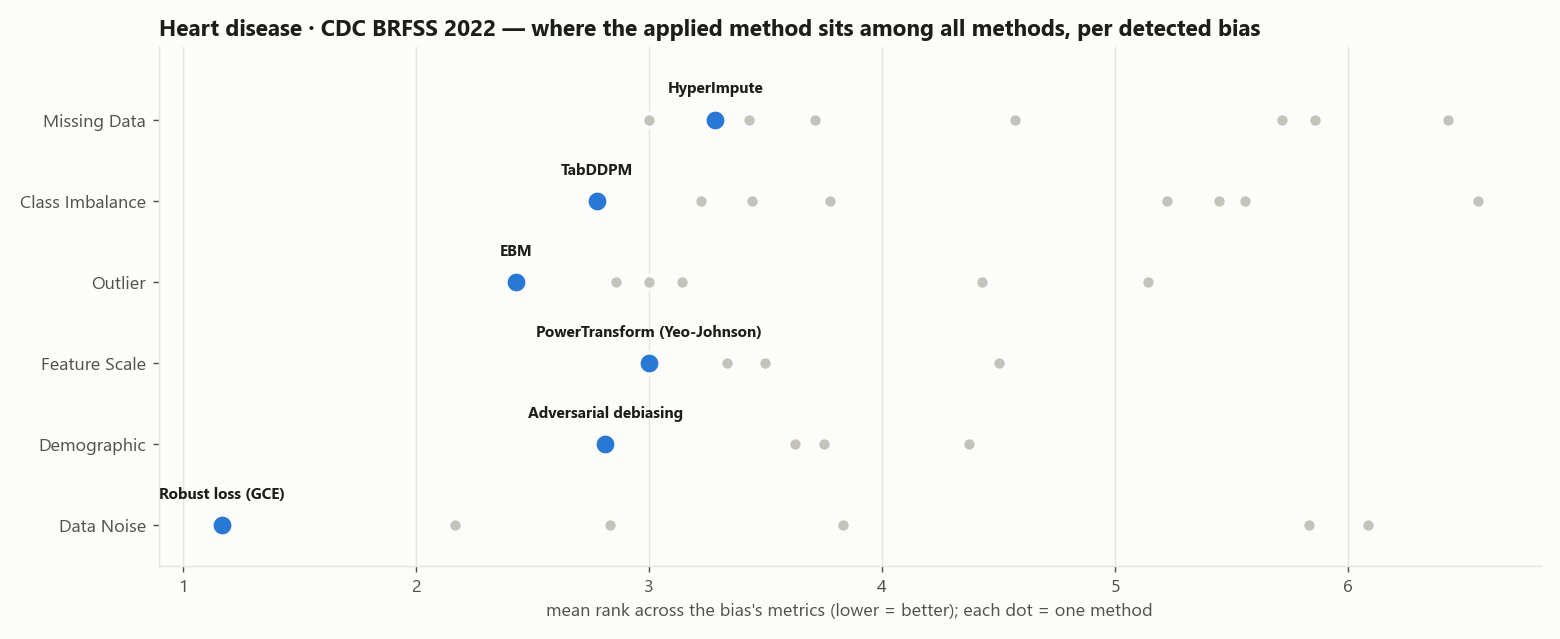 Heart disease · CDC BRFSS 2022 — where the applied method sits among all methods, per detected bias
HyperImpute
Missing Data
TabDDPM
Class Imbalance
EBM
Outlier
PowerTransform (Yeo-Johnson)
Feature Scale
Adversarial debiasing
Demographic
Robust loss (GCE)
Data Noise
1 2 3 4 5 6
mean rank across the bias's metrics (lower = better); each dot = one method